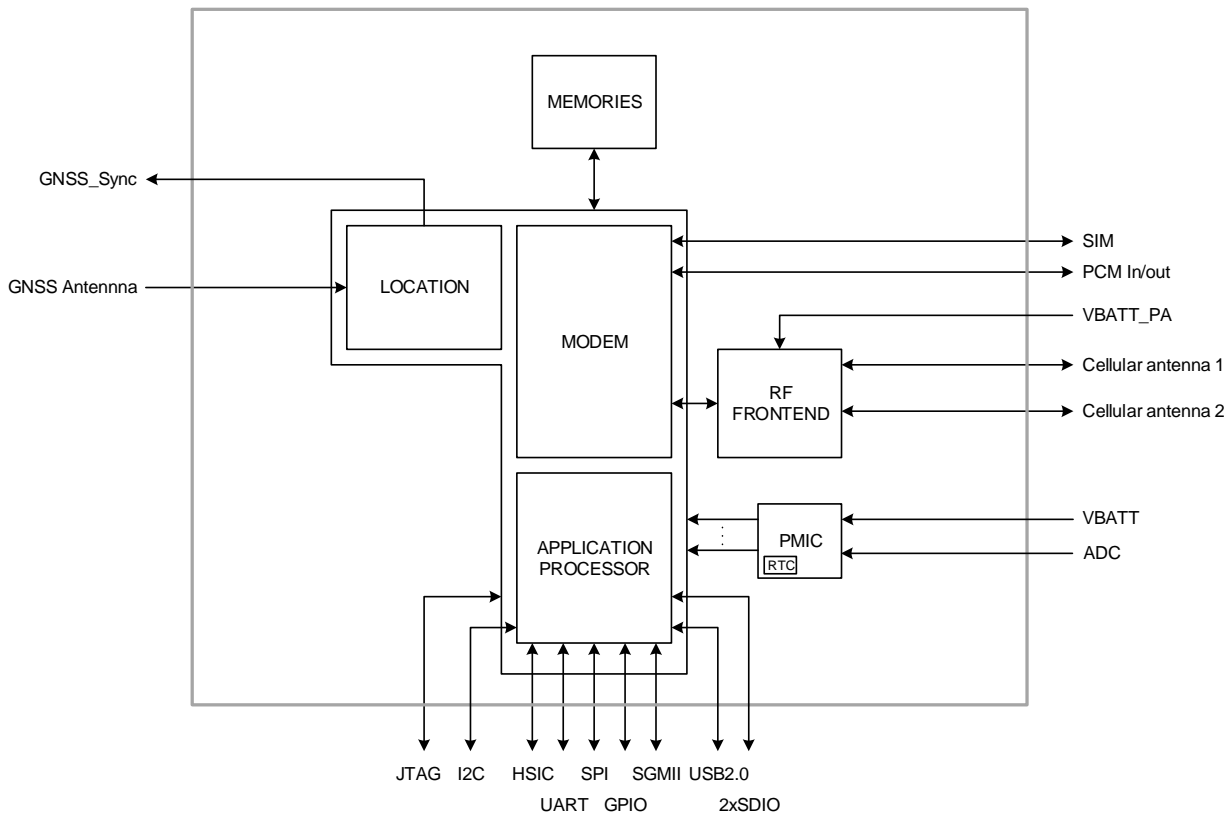 MEMORIES
GNSS_Sync
LOCATION
GNSS Antennna
MODEM
SIM
PCM In/out
VBATT_PA
RF
FRONTEND
Cellular antenna 1
Cellular antenna 2
APPLICATION
PROCESSOR
PMIC
RTC
VBATT
ADC
JTAG I2C HSIC SPI SGMII USB2.0
UART GPIO 2xSDIO